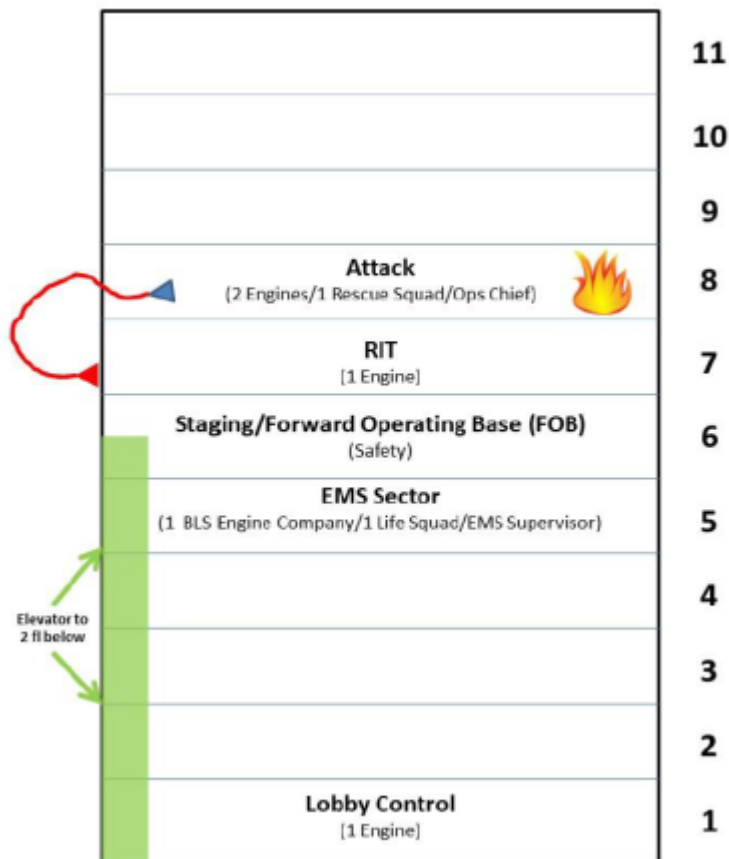 11
10
9
Attack
(2 Engines/1 Rescue Squad/Ops Chief)
8
RIT
[1 Engine]
7
Staging/Forward Operating Base (FOB)
(Safety)
6
EMS Sector
(1 BLS Engine Company/1 Life Squad/EMS Supervisor)
5
4
Elevator to
2 fl below
3
2
Lobby Control
[1 Engine]
1